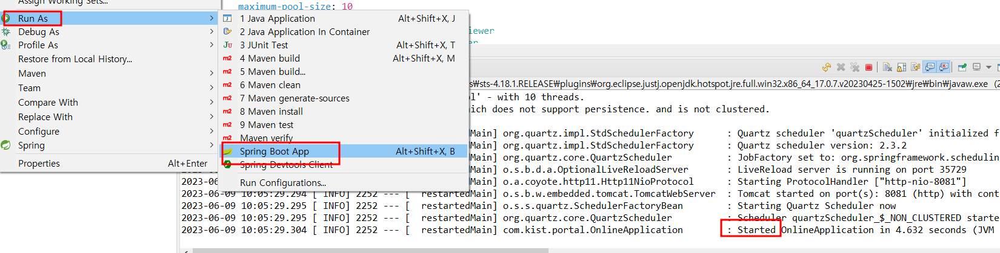 Assign Working Sets...
Run As
Debug As
Profile As
Restore from Local History...
Maven
Team
Compare With
Replace With
Configure
Spring
Properties Alt+Enter
1 Java Application Alt+Shift+X, J
2 Java Application In Container
3 JUnit Test Alt+Shift+X, T
4 Maven build Alt+Shift+X, M
5 Maven build...
6 Maven clean
7 Maven generate-sources
8 Maven install
9 Maven test
Maven verify
Spring Boot App Alt+Shift+X, B
Spring Devtools Client
Run Configurations...
maximum-pool-size: 10
iewer
s₩sts-4.18.1.RELEASE₩plugins₩org.eclipse.justj.openjdk.hotspot.jre.full.win32.x86_64_17.0.7.v20230425-1502₩jre₩bin₩javaw.exe (2
l' - with 10 threads.
ich does not support persistence. and is not clustered.
dMain] org.quartz.impl.StdSchedulerFactory : Quartz scheduler 'quartzScheduler' initialized f
dMain] org.quartz.impl.StdSchedulerFactory : Quartz scheduler version: 2.3.2
dMain] org.quartz.core.QuartzScheduler : JobFactory set to: org.springframework.schedulin
dMain] o.s.b.d.a.OptionalLiveReloadServer : LiveReload server is running on port 35729
2023-06 dMain] o.a.coyote.http11.Http11NioProtocol : Starting ProtocolHandler ["http-nio-8081"]
2023-06-09 10:05:29.294 [ INFO] 2252 --- [ restartedMain] o.s.b.w.embedded.tomcat.TomcatWebServer : Tomcat started on port(s): 8081 (http) with cont
2023-06-09 10:05:29.295 [ INFO] 2252 --- [ restartedMain] o.s.s.quartz.SchedulerFactoryBean : Starting Quartz Scheduler now
2023-06-09 10:05:29.295 [ INFO] 2252 --- [ restartedMain] org.quartz.core.QuartzScheduler : Scheduler quartzScheduler_$_NON_CLUSTERED starte
2023-06-09 10:05:29.304 [ INFO] 2252 --- [ restartedMain] com.kist.portal.OnlineApplication : Started OnlineApplication in 4.632 seconds (JVM